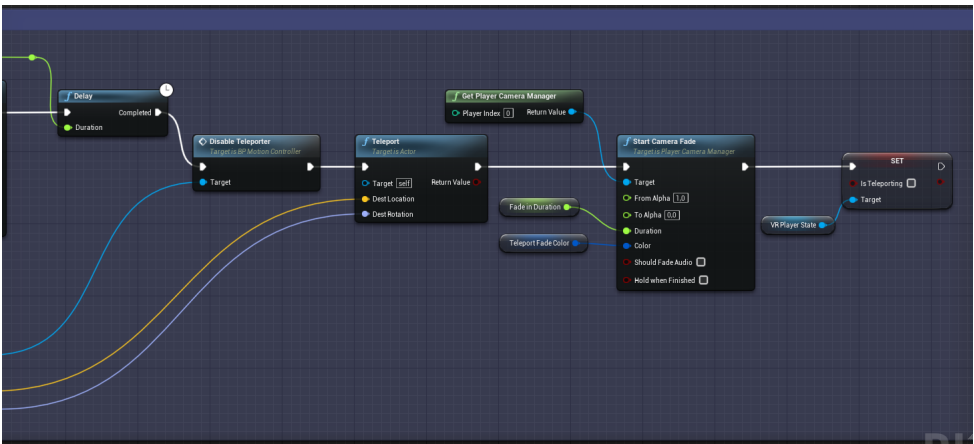 Delay
Completed
Duration
Disable Teleporter
Target is BP Motion Controller
Target
Teleport
Target is Actor
Target self Return Value
Dest Location
Dest Rotation
Get Player Camera Manager
Player Index 0 Return Value
Fade in Duration
Teleport Fade Color
Start Camera Fade
Target is Player Camera Manager
Target
From Alpha 1.0
To Alpha 0.0
Duration
Color
Should Fade Audio
Hold when Finished
VR Player State
SET
Is Teleporting
Target